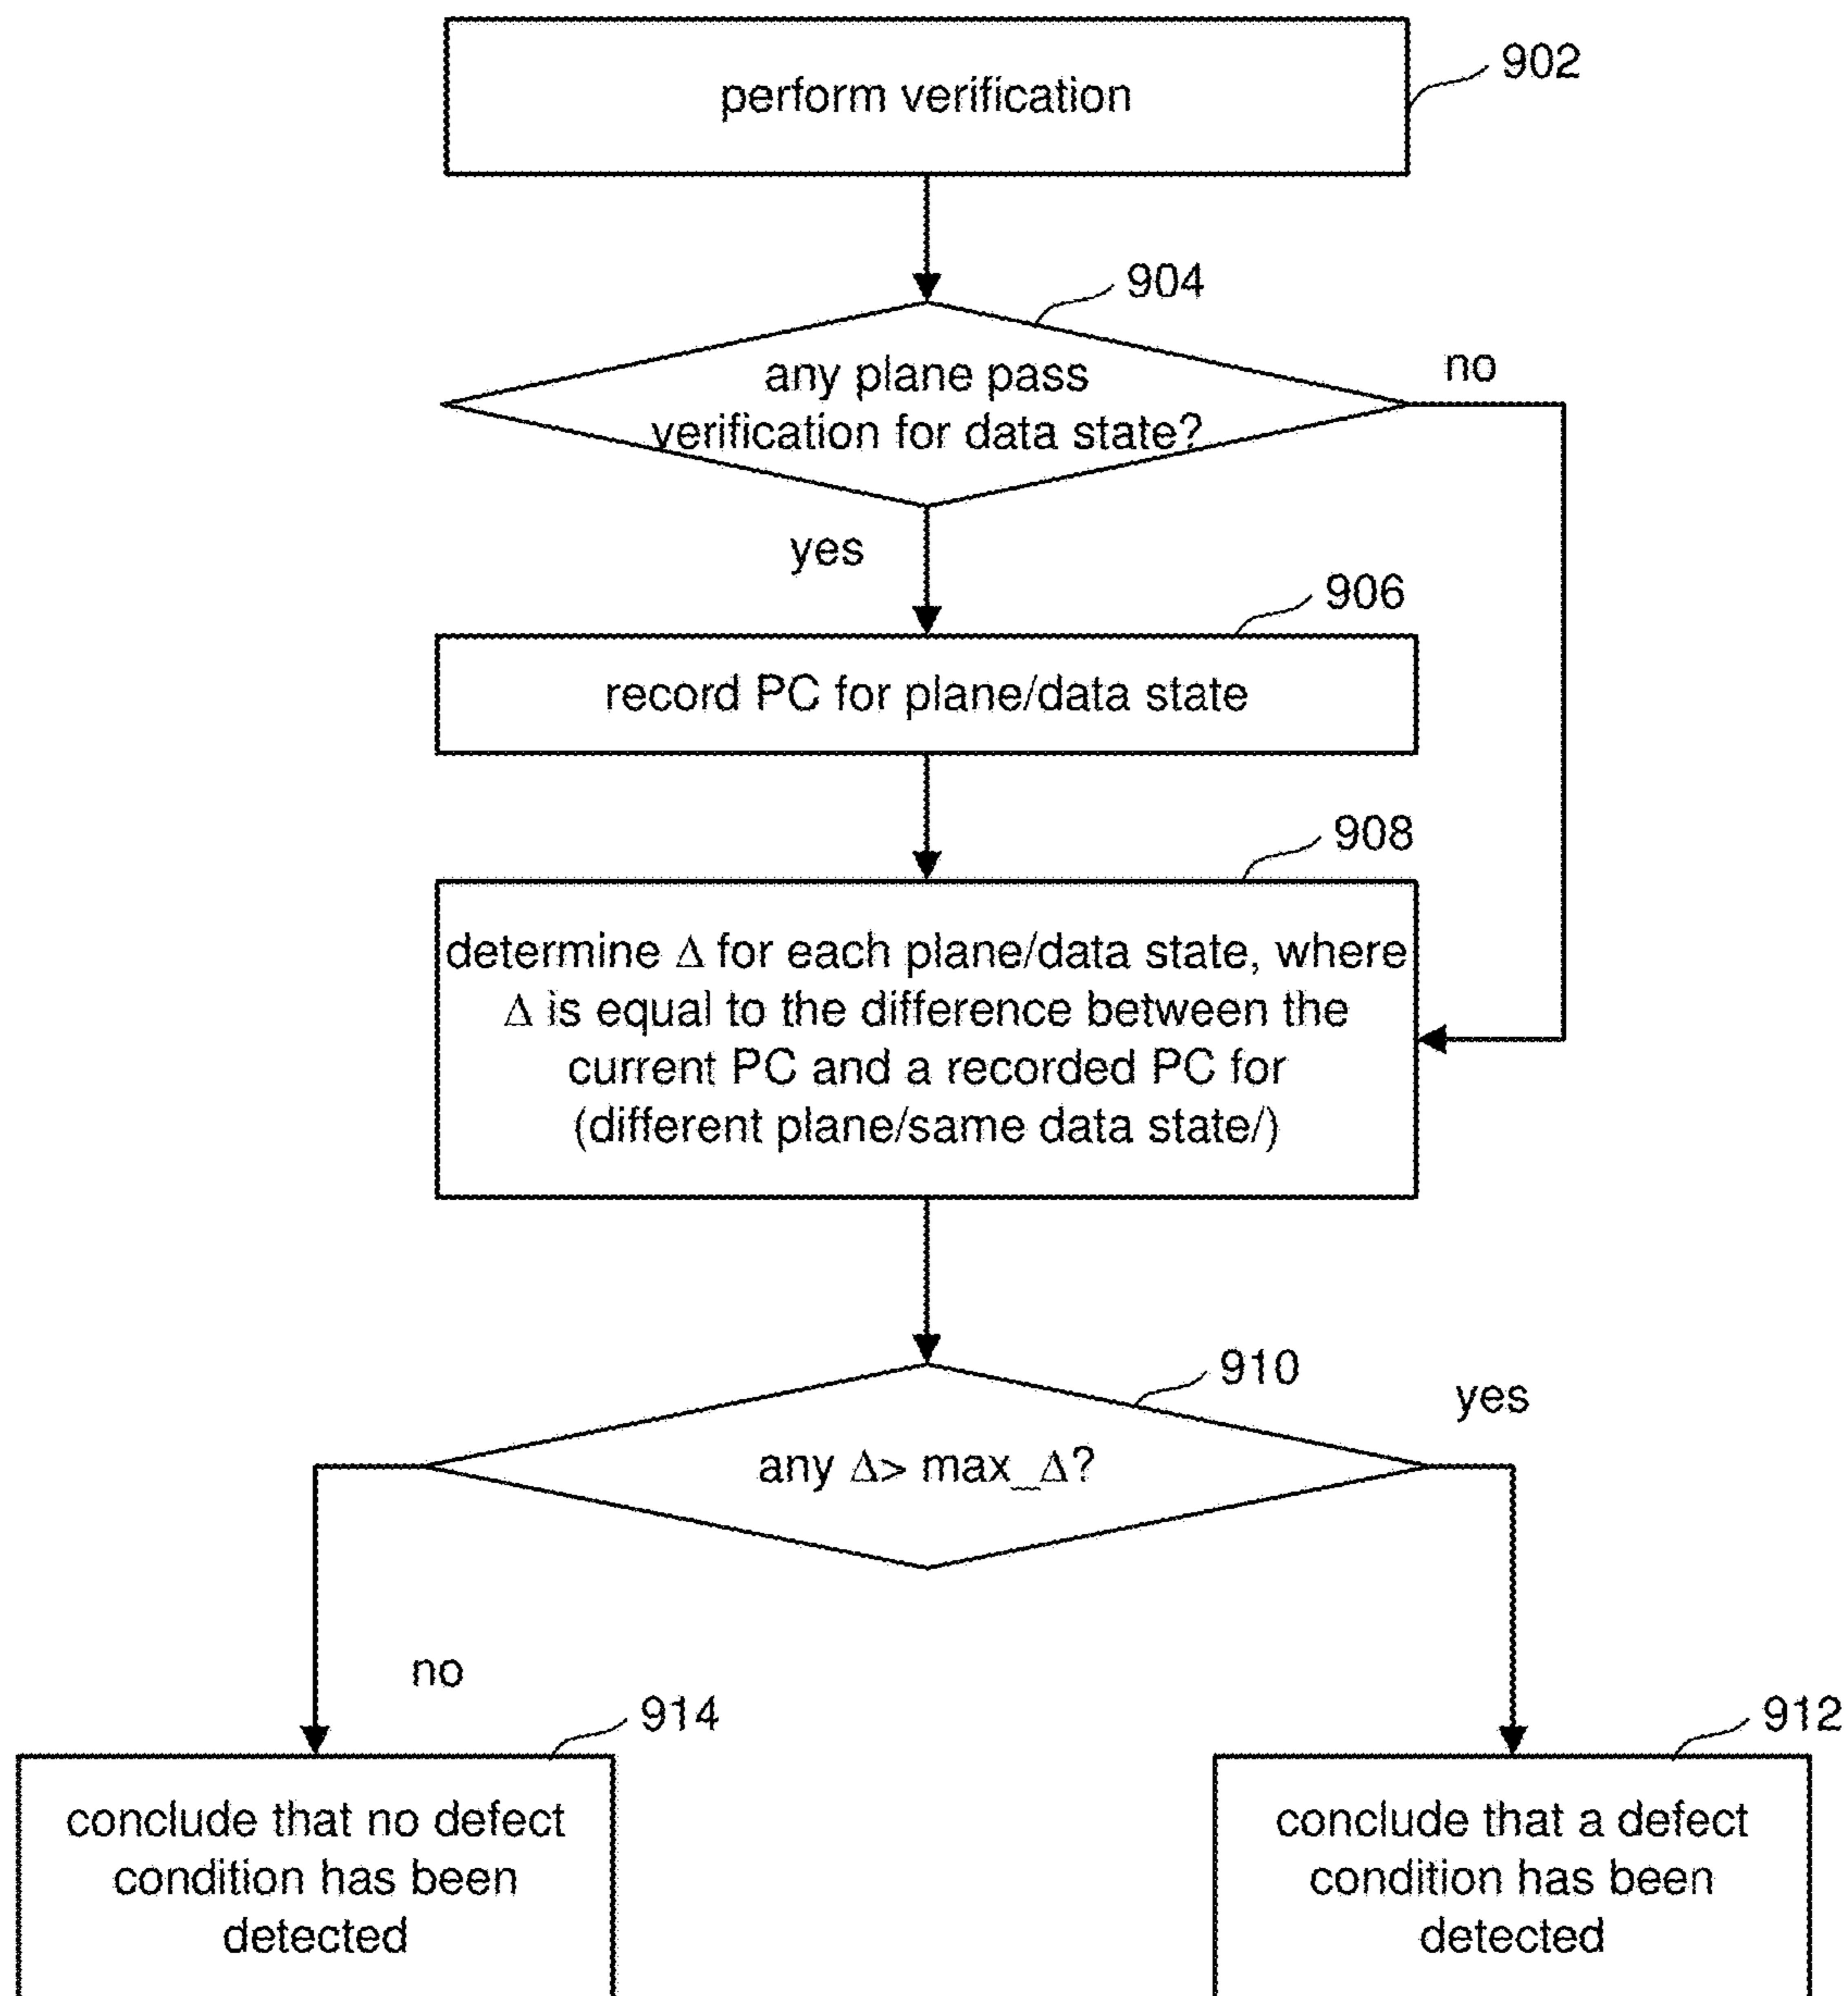 perform verification
902
904
any plane pass
verification for data state?
no
yes
906
record PC for plane/data state
908
determine Δ for each plane/data state, where
Δ is equal to the difference between the
current PC and a recorded PC for
(different plane/same data state/)
910
yes
any Δ> max_Δ?
no
914
912
conclude that no defect
condition has been
detected
conclude that a defect
condition has been
detected